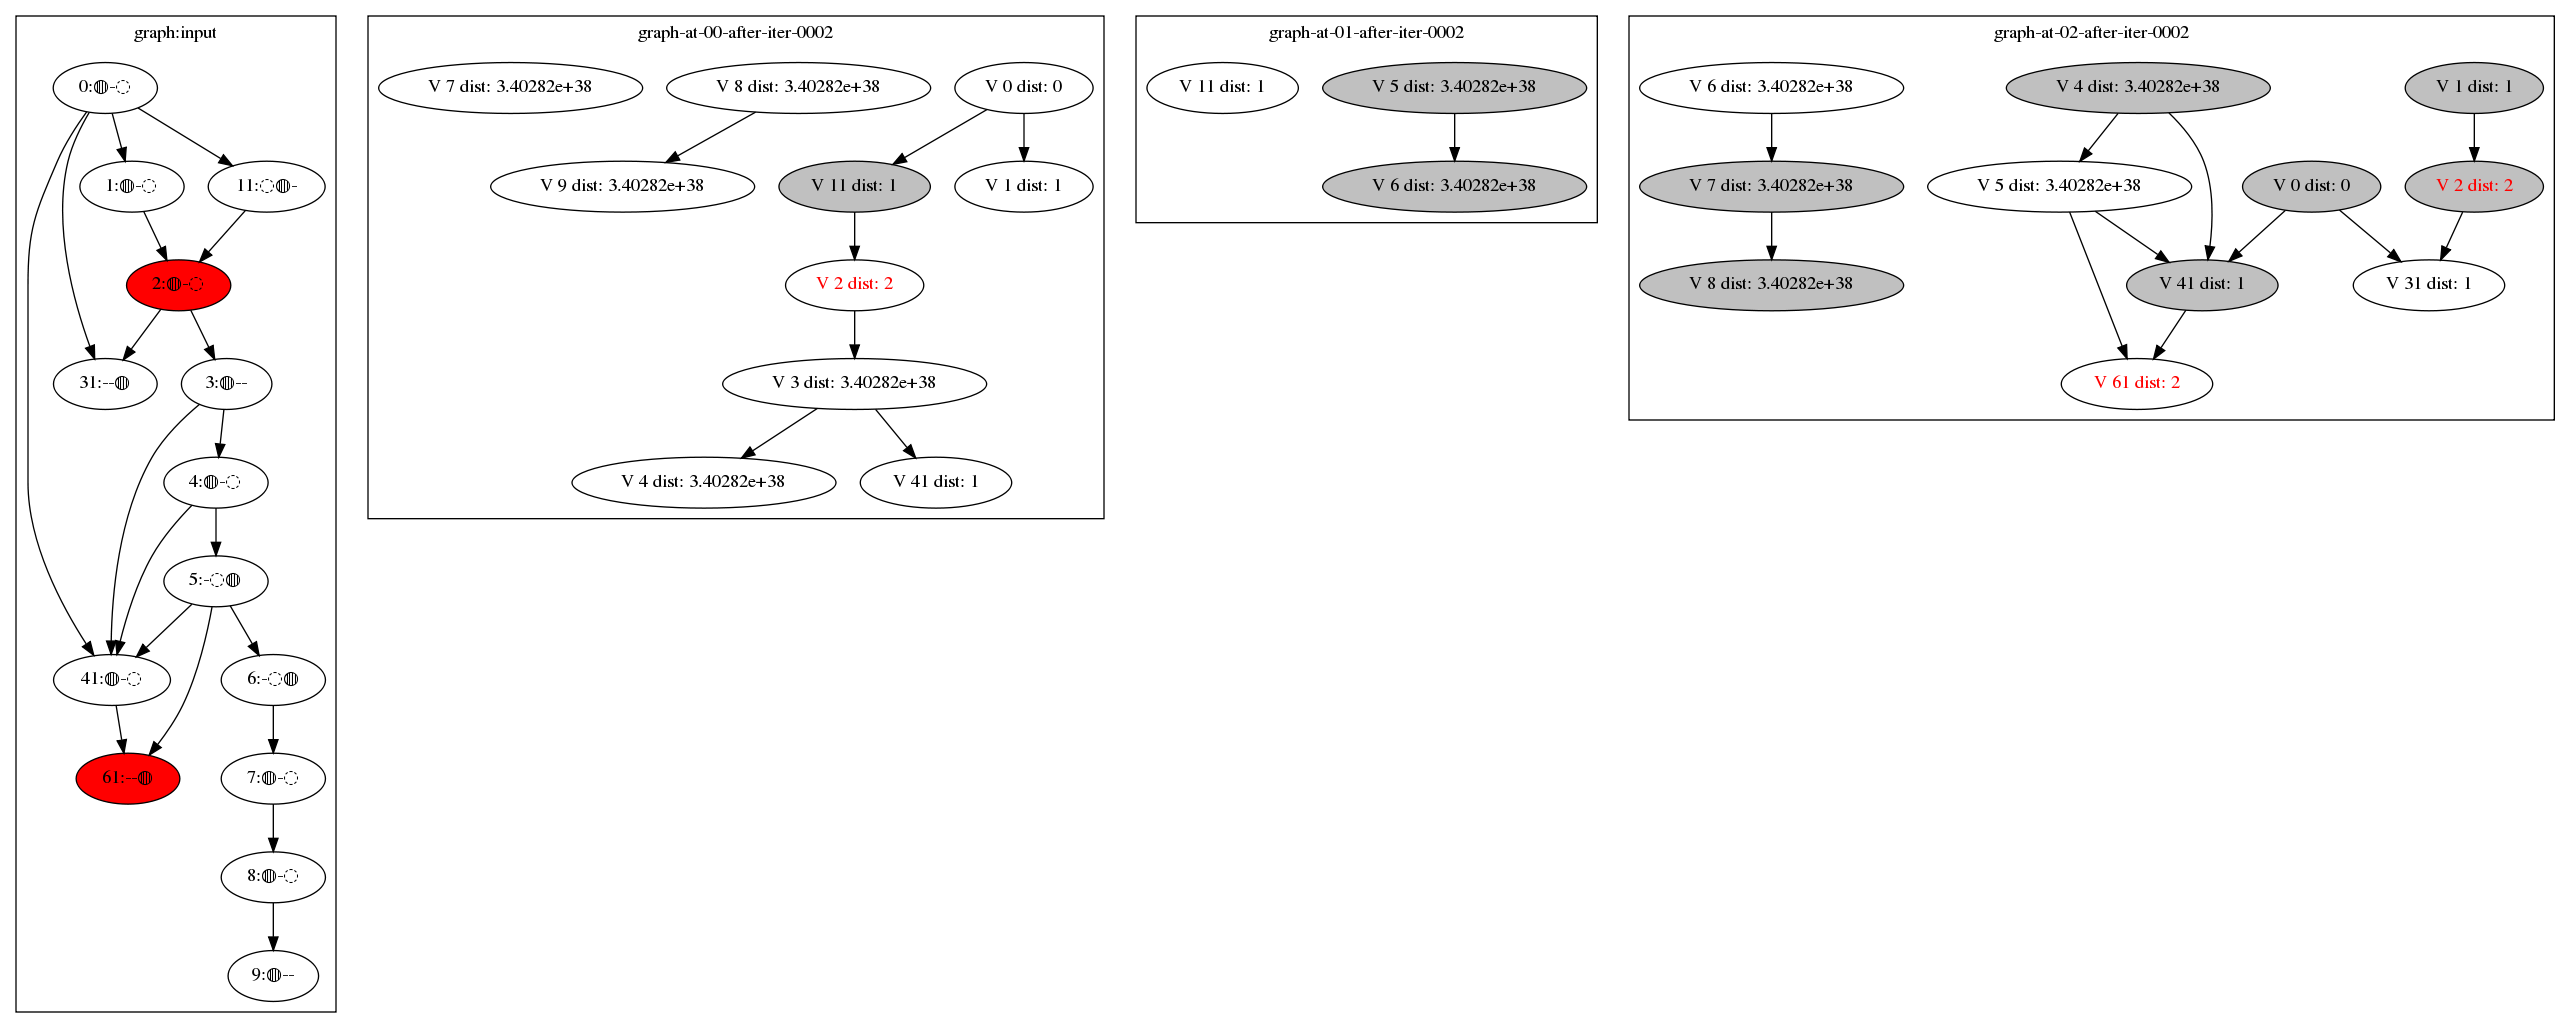 graph:input
0:◍-◌
1:◍-◌
11:◌◍-
2:◍-◌
31:--◍
3:◍--
4:◍-◌
5:-◌◍
41:◍-◌
6:-◌◍
61:--◍
7:◍-◌
8:◍-◌
9:◍--
graph-at-00-after-iter-0002
V 7 dist: 3.40282e+38
V 8 dist: 3.40282e+38
V 0 dist: 0
V 9 dist: 3.40282e+38
V 11 dist: 1
V 1 dist: 1
V 2 dist: 2
V 3 dist: 3.40282e+38
V 4 dist: 3.40282e+38
V 41 dist: 1
graph-at-01-after-iter-0002
V 11 dist: 1
V 5 dist: 3.40282e+38
V 6 dist: 3.40282e+38
graph-at-02-after-iter-0002
V 6 dist: 3.40282e+38
V 4 dist: 3.40282e+38
V 1 dist: 1
V 7 dist: 3.40282e+38
V 5 dist: 3.40282e+38
V 0 dist: 0
V 2 dist: 2
V 8 dist: 3.40282e+38
V 41 dist: 1
V 31 dist: 1
V 61 dist: 2